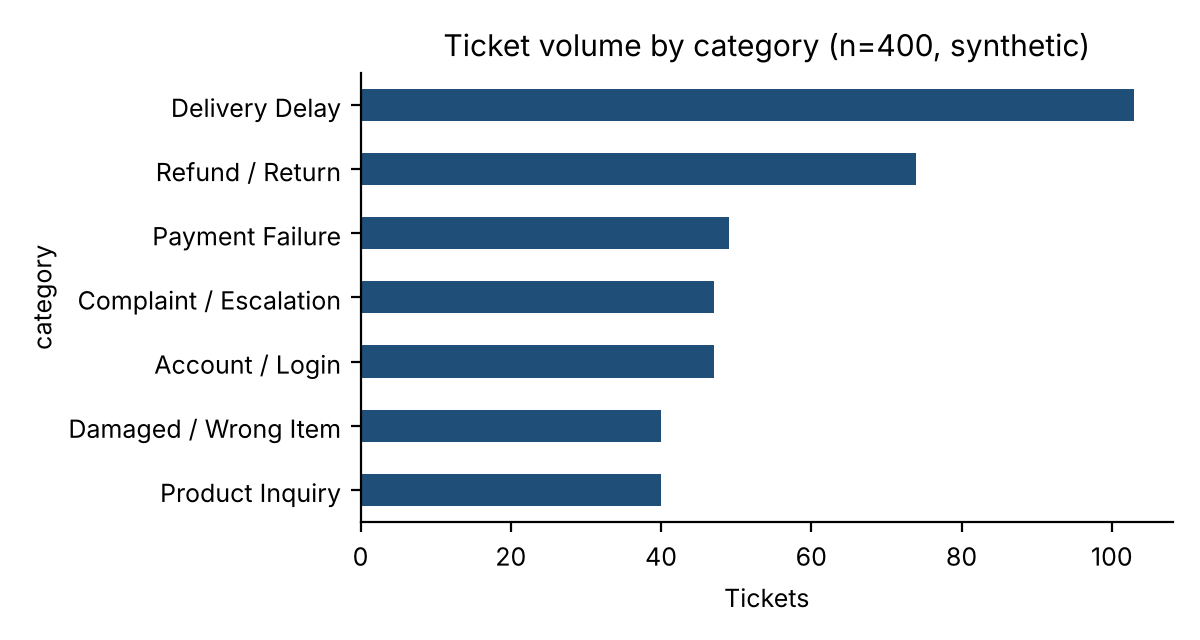 Ticket volume by category (n=400, synthetic)
Delivery Delay
Refund / Return
Payment Failure
Complaint / Escalation
Account / Login
Damaged / Wrong Item
Product Inquiry
category
0 20 40 60 80 100
Tickets